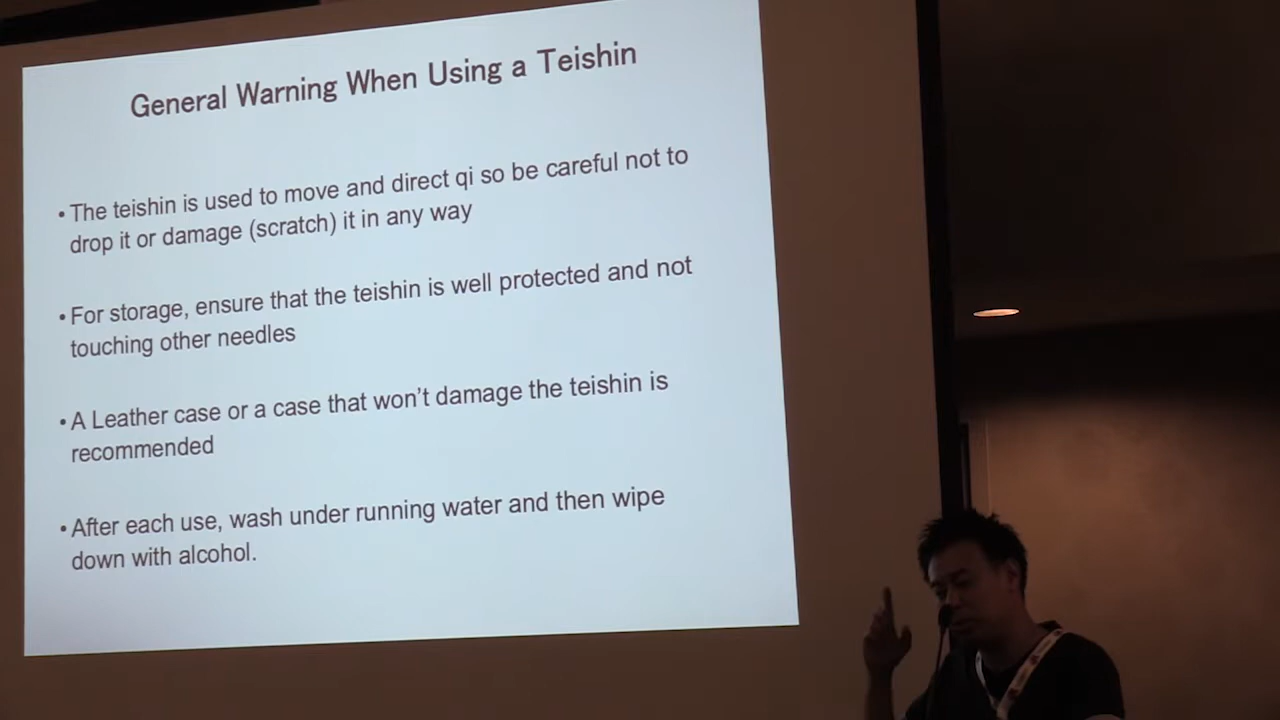 General Warning When Using a Teishin
• The teishin is used to move and direct qi so be careful not to
drop it or damage (scratch) it in any way
• For storage, ensure that the teishin is well protected and not
touching other needles
• A Leather case or a case that won't damage the teishin is
recommended
• After each use, wash under running water and then wipe
down with alcohol.